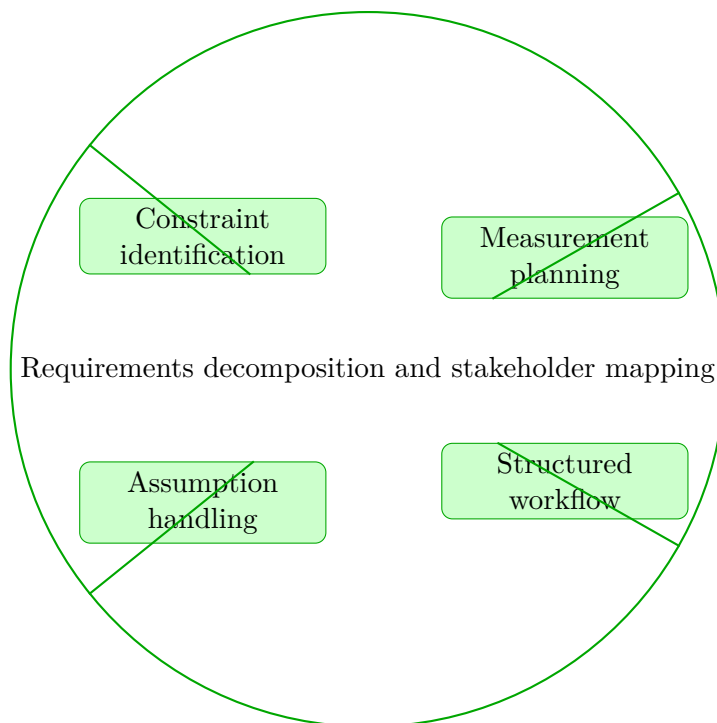 Constraint
identification
Measurement
planning
Requirements decomposition and stakeholder mapping
Assumption
handling
Structured
workflow